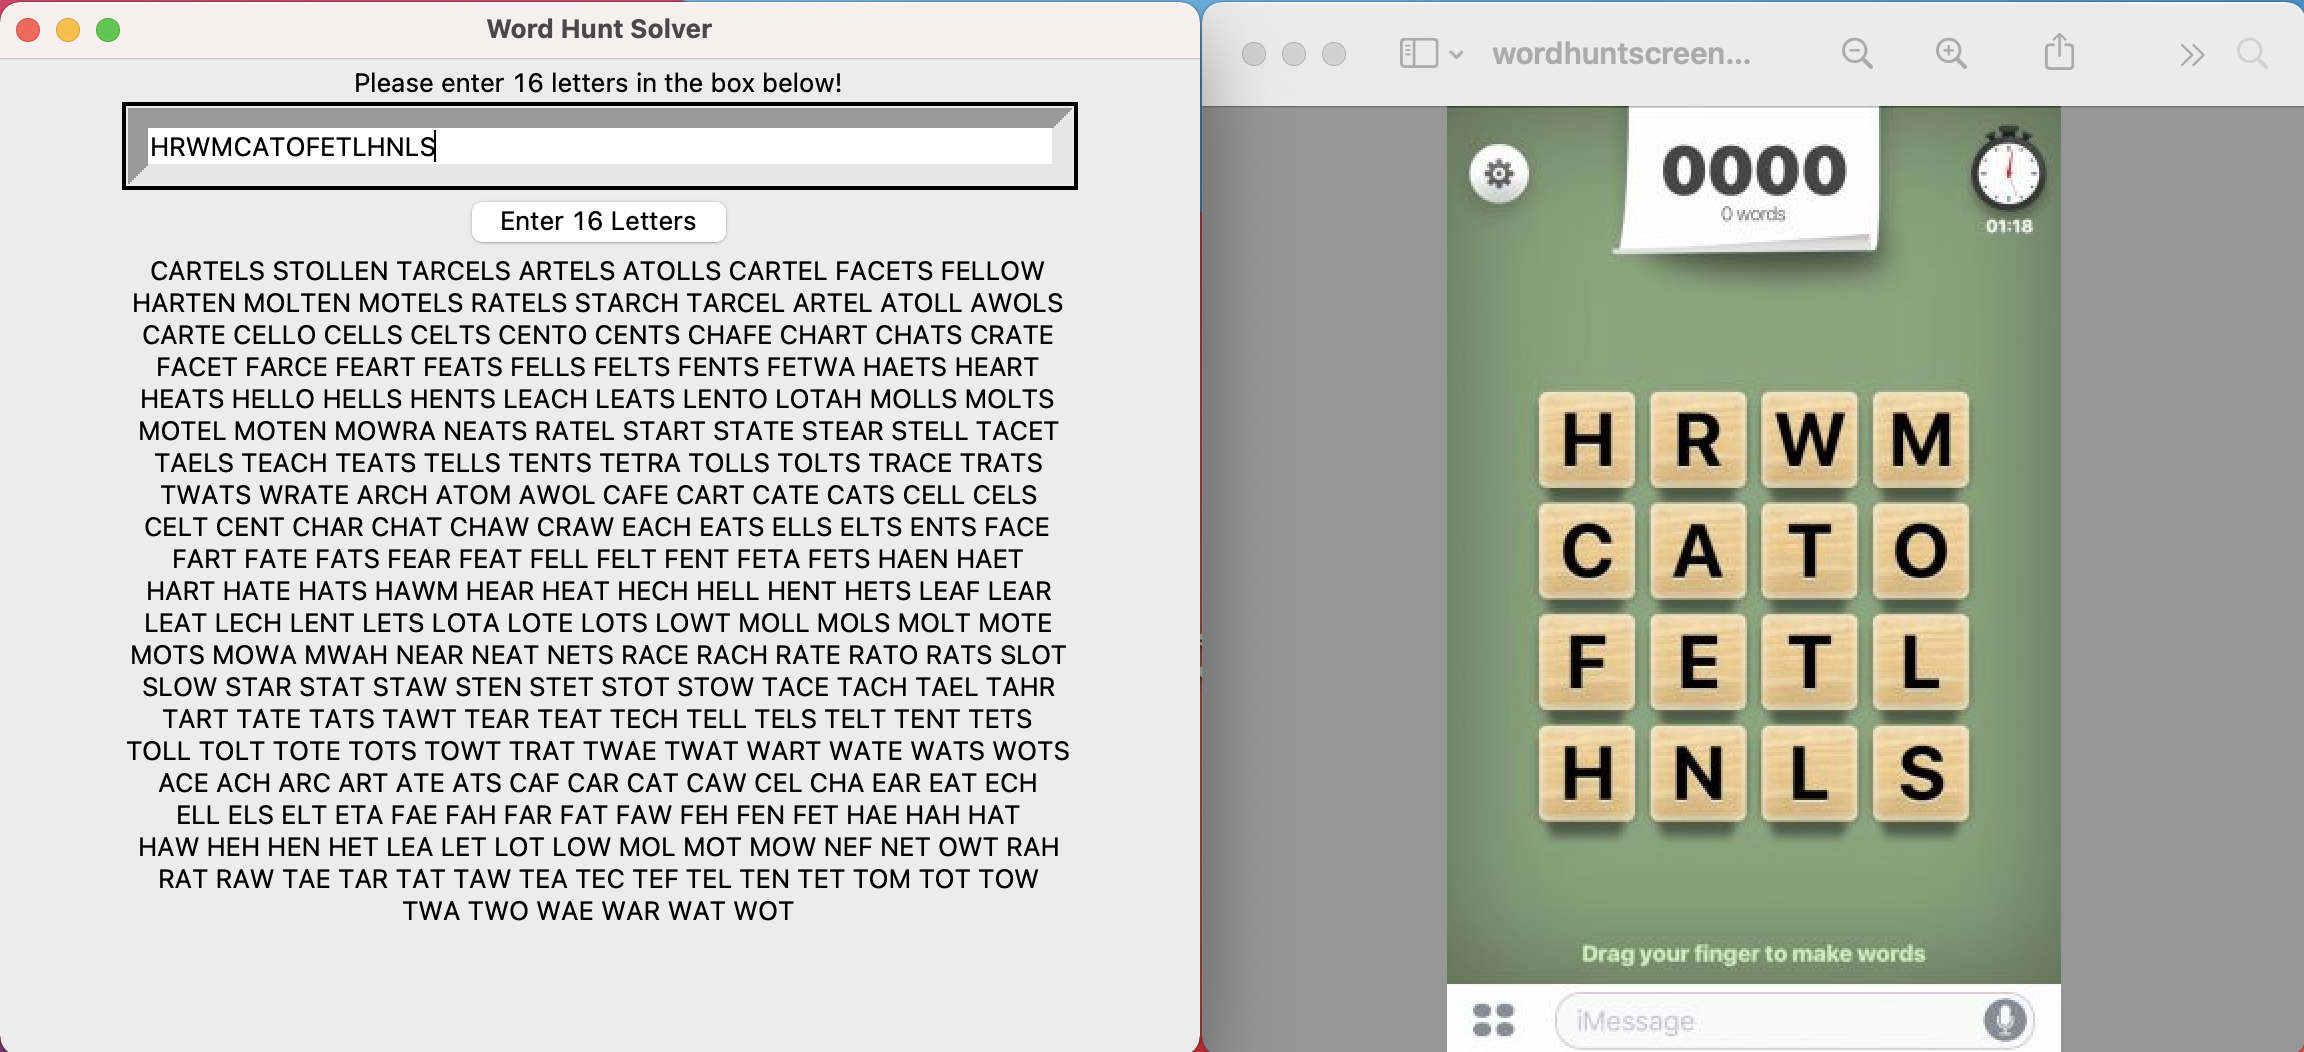 Word Hunt Solver
Please enter 16 letters in the box below!
HRWMCATOFETLHNLS
Enter 16 Letters
CARTELS STOLLEN TARCELS ARTELS ATOLLS CARTEL FACETS FELLOW
HARTEN MOLTEN MOTELS RATELS STARCH TARCEL ARTEL ATOLL AWOLS
CARTE CELLO CELLS CELTS CENTO CENTS CHAFE CHART CHATS CRATE
FACET FARCE FEART FEATS FELLS FELTS FENTS FETWA HAETS HEART
HEATS HELLO HELLS HENTS LEACH LEATS LENTO LOTAH MOLLS MOLTS
MOTEL MOTEN MOWRA NEATS RATEL START STATE STEAR STELL TACET
TAELS TEACH TEATS TELLS TENTS TETRA TOLLS TOLTS TRACE TRATS
TWATS WRATE ARCH ATOM AWOL CAFE CART CATE CATS CELL CELS
CELT CENT CHAR CHAT CHAW CRAW EACH EATS ELLS ELTS ENTS FACE
FART FATE FATS FEAR FEAT FELL FELT FENT FETA FETS HAEN HAET
HART HATE HATS HAWM HEAR HEAT HECH HELL HENT HETS LEAF LEAR
LEAT LECH LENT LETS LOTA LOTE LOTS LOWT MOLL MOLS MOLT MOTE
MOTS MOWA MWAH NEAR NEAT NETS RACE RACH RATE RATO RATS SLOT
SLOW STAR STAT STAW STEN STET STOT STOW TACE TACH TAEL TAHR
TART TATE TATS TAWT TEAR TEAT TECH TELL TELS TELT TENT TETS
TOLL TOLT TOTE TOTS TOWT TRAT TWAE TWAT WART WATE WATS WOTS
ACE ACH ARC ART ATE ATS CAF CAR CAT CAW CEL CHA EAR EAT ECH
ELL ELS ELT ETA FAE FAH FAR FAT FAW FEH FEN FET HAE HAH HAT
HAW HEH HEN HET LEA LET LOT LOW MOL MOT MOW NEF NET OWT RAH
RAT RAW TAE TAR TAT TAW TEA TEC TEF TEL TEN TET TOM TOT TOW
TWA TWO WAE WAR WAT WOT
wordhuntscreen...
0000
0 words
01:18
H R W M
C A T O
F E T L
H N L S
Drag your finger to make words
iMessage